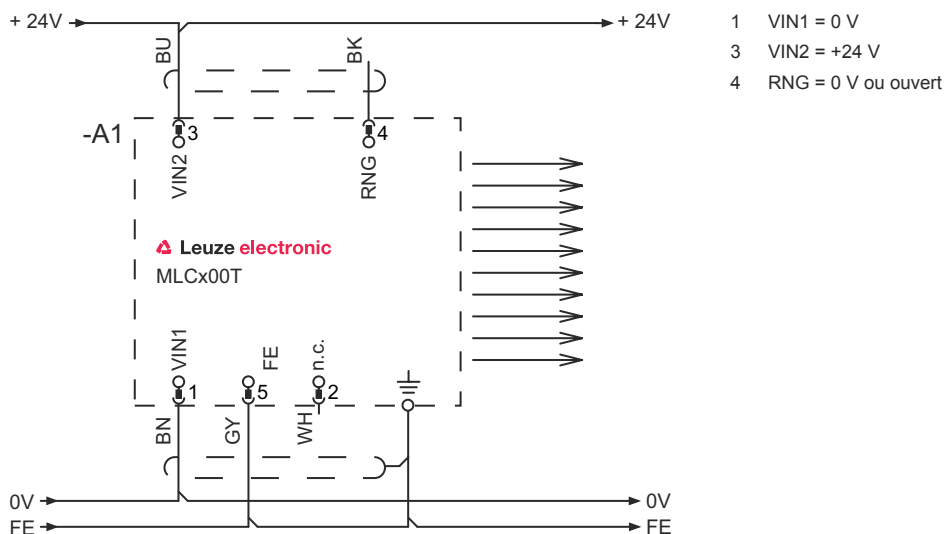 + 24V
+ 24V
1 VIN1 = 0 V
3 VIN2 = +24 V
4 RNG = 0 V ou ouvert
BU
BK
-A1
3
4
VIN2
RNG
Leuze electronic
MLCx00T
VIN1
FE
n.c.
1
5
2
BN
GY
WH
0V
0V
FE
FE